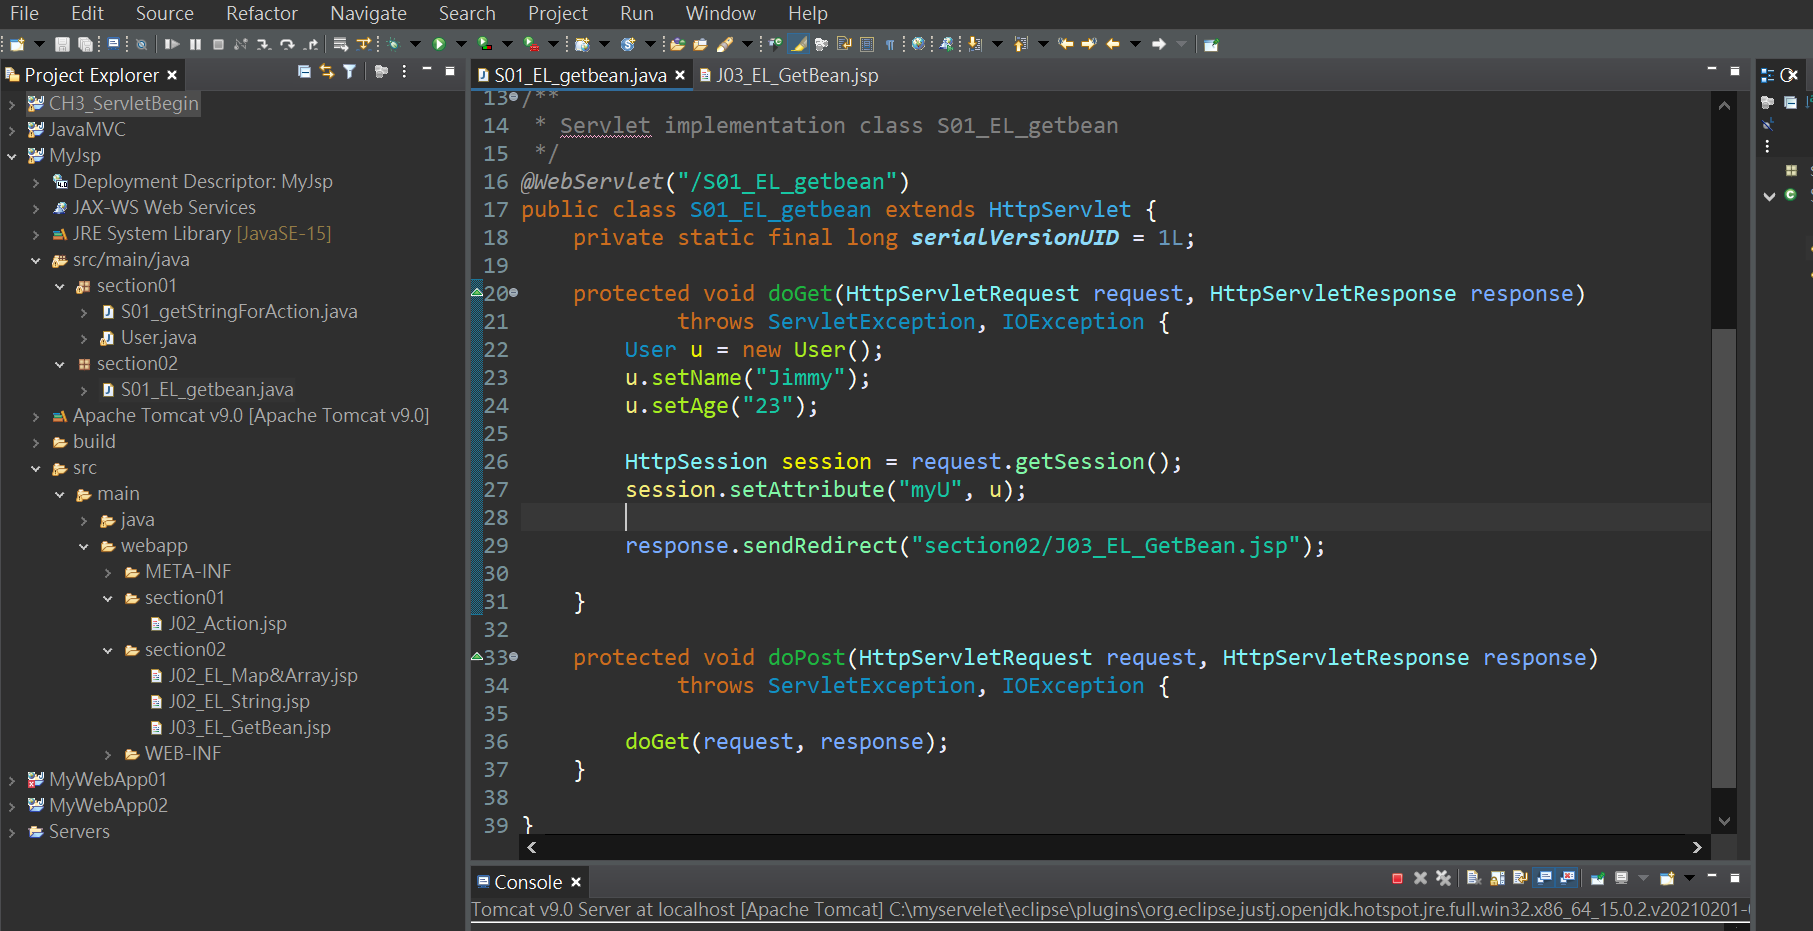 File Edit Source Refactor Navigate Search Project Run Window Help
Project Explorer
CH3_ServletBegin
JavaMVC
MyJsp
Deployment Descriptor: MyJsp
JAX-WS Web Services
JRE System Library [JavaSE-15]
src/main/java
section01
S01_getStringForAction.java
User.java
section02
S01_EL_getbean.java
Apache Tomcat v9.0 [Apache Tomcat v9.0]
build
src
main
java
webapp
META-INF
section01
J02_Action.jsp
section02
J02_EL_Map&Array.jsp
J02_EL_String.jsp
J03_EL_GetBean.jsp
WEB-INF
MyWebApp01
MyWebApp02
Servers
S01_EL_getbean.java J03_EL_GetBean.jsp
13 /**
14 * Servlet implementation class S01_EL_getbean
15 */
16 @WebServlet("/S01_EL_getbean")
17 public class S01_EL_getbean extends HttpServlet {
18 private static final long serialVersionUID = 1L;
19
20 protected void doGet(HttpServletRequest request, HttpServletResponse response)
21 throws ServletException, IOException {
22 User u = new User();
23 u.setName("Jimmy");
24 u.setAge("23");
25
26 HttpSession session = request.getSession();
27 session.setAttribute("myU", u);
28
29 response.sendRedirect("section02/J03_EL_GetBean.jsp");
30
31 }
32
33 protected void doPost(HttpServletRequest request, HttpServletResponse response)
34 throws ServletException, IOException {
35
36 doGet(request, response);
37 }
38
39 }
Console
Tomcat v9.0 Server at localhost [Apache Tomcat] C:\myservelet\eclipse\plugins\org.eclipse.justj.openjdk.hotspot.jre.full.win32.x86_64_15.0.2.v20210201-